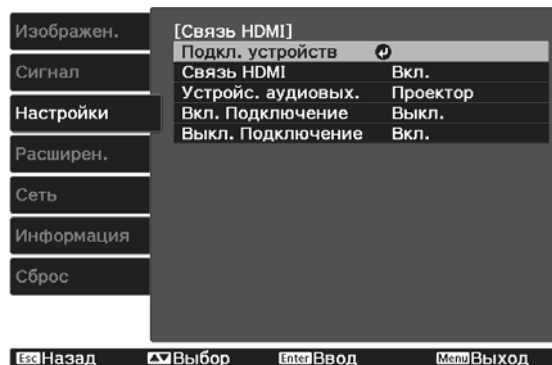 Изображен.
Сигнал
Настройки
Расширен.
Сеть
Информация
Сброс
[Связь HDMI]
Подкл. устройств
Связь HDMI Вкл.
Устройс. аудиовых. Проектор
Вкл. Подключение Выкл.
Выкл. Подключение Вкл.
Esc Назад Выбор Enter Ввод Menu Выход